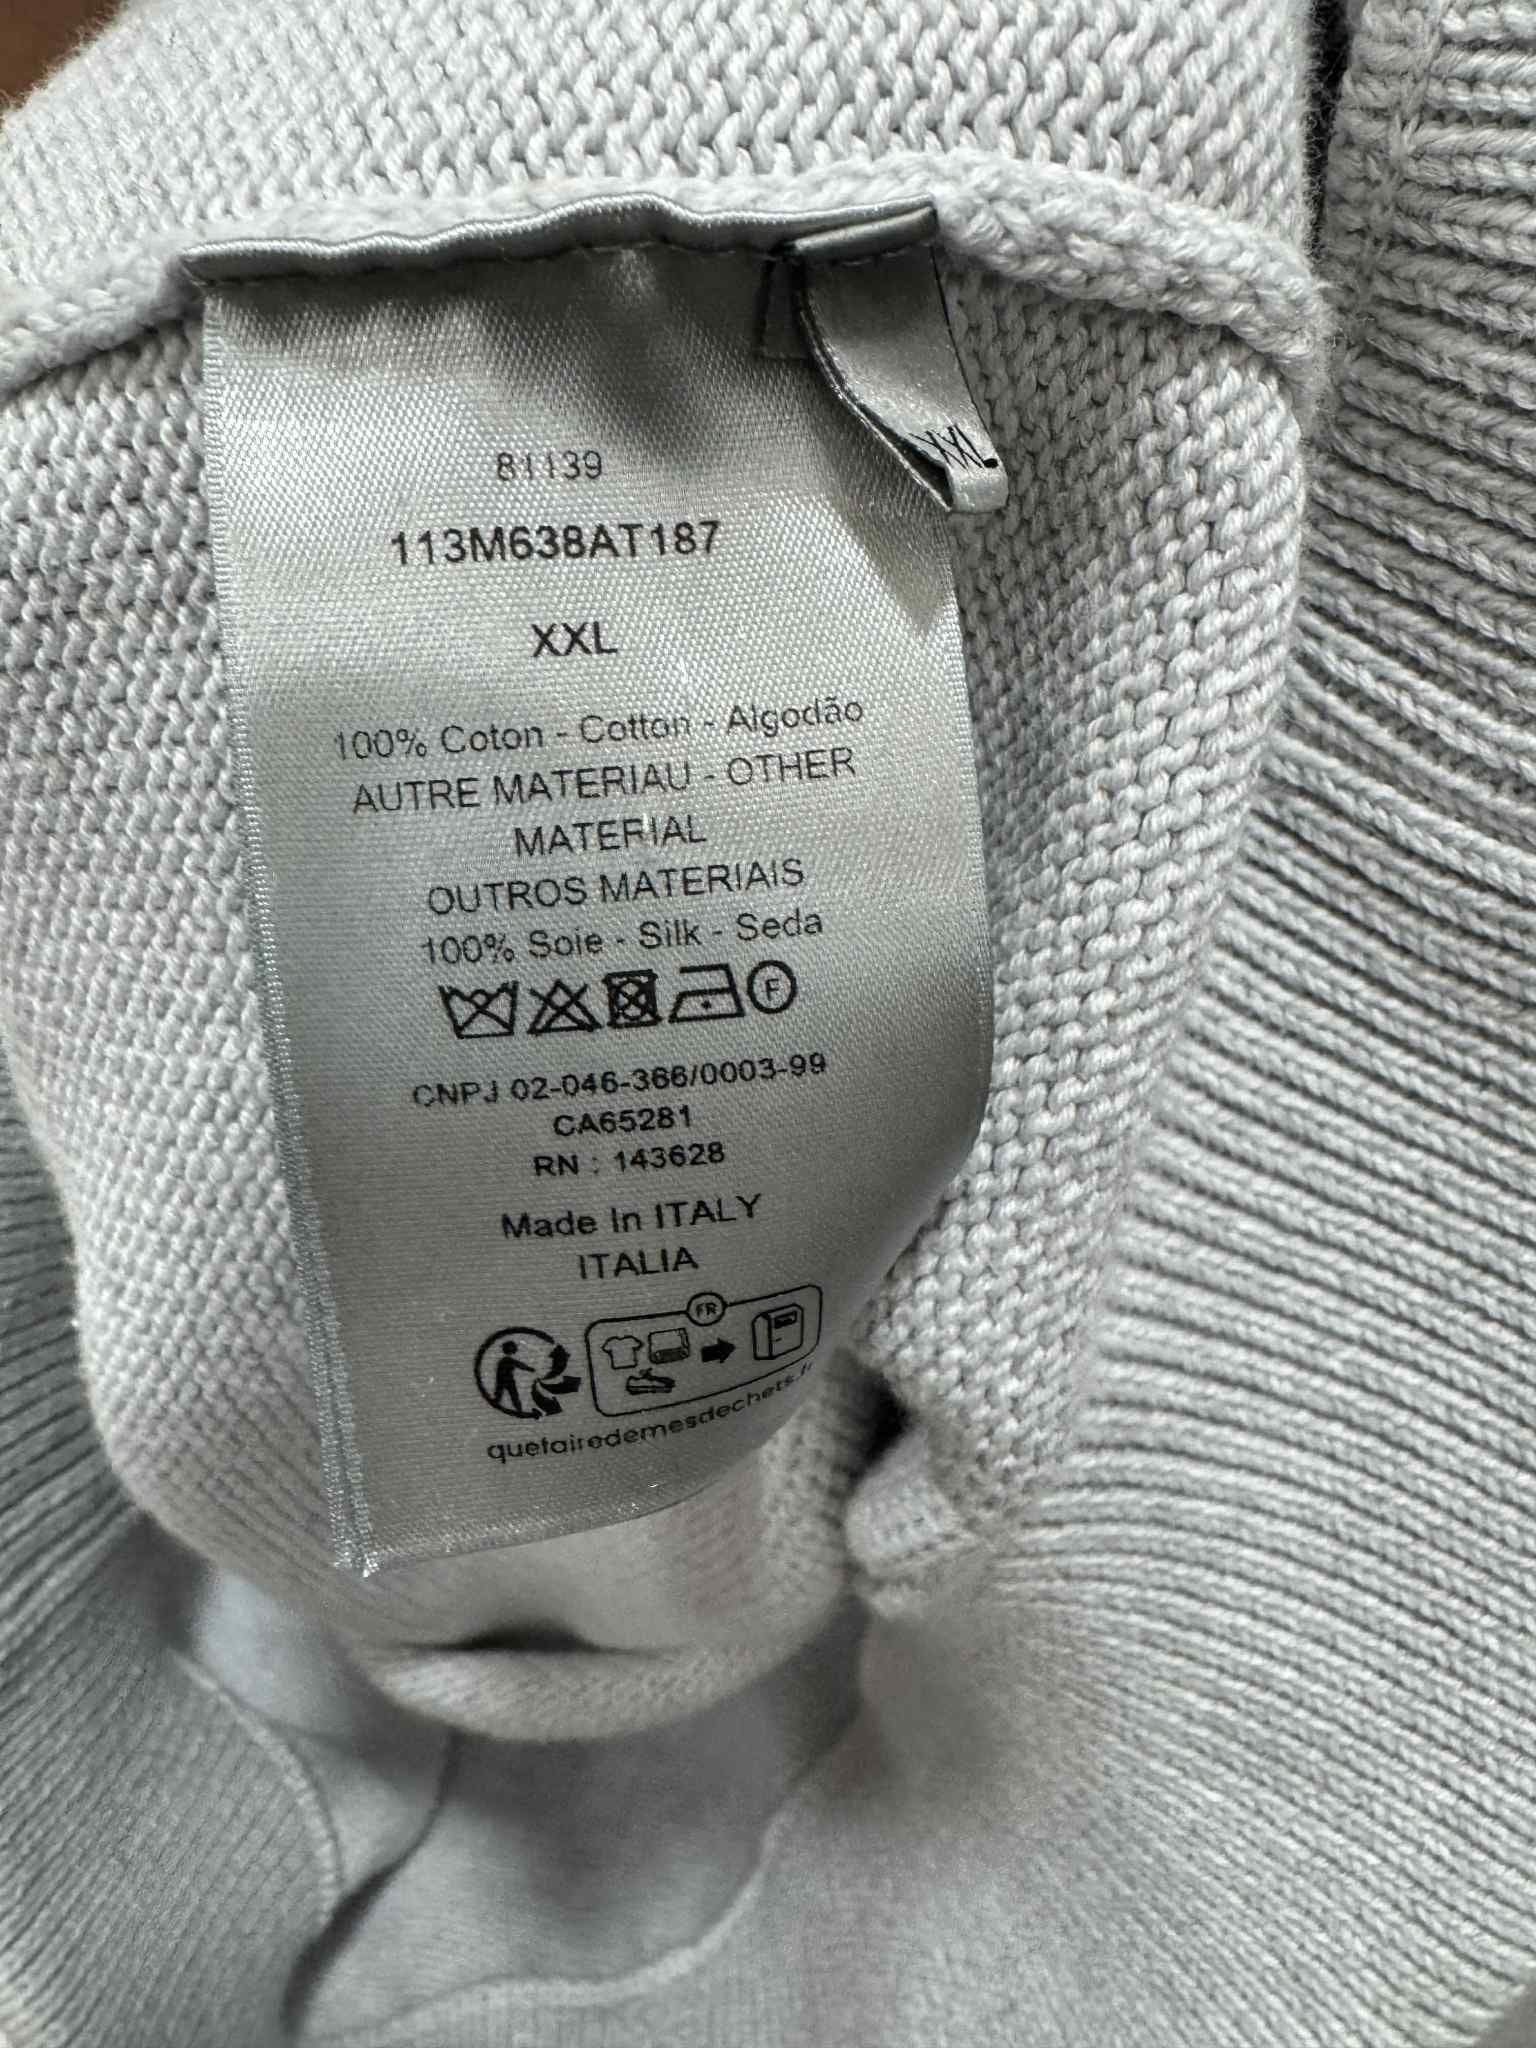 81139
113M638AT187
XXL
XXL
100% Coton - Cotton - Algodão
AUTRE MATERIAU - OTHER
MATERIAL
OUTROS MATERIAIS
100% Soie - Silk - Seda
F
CNPJ 02-046-366/0003-99
CA65281
RN : 143628
Made In ITALY
ITALIA
FR
quefairedemesdechets.fr